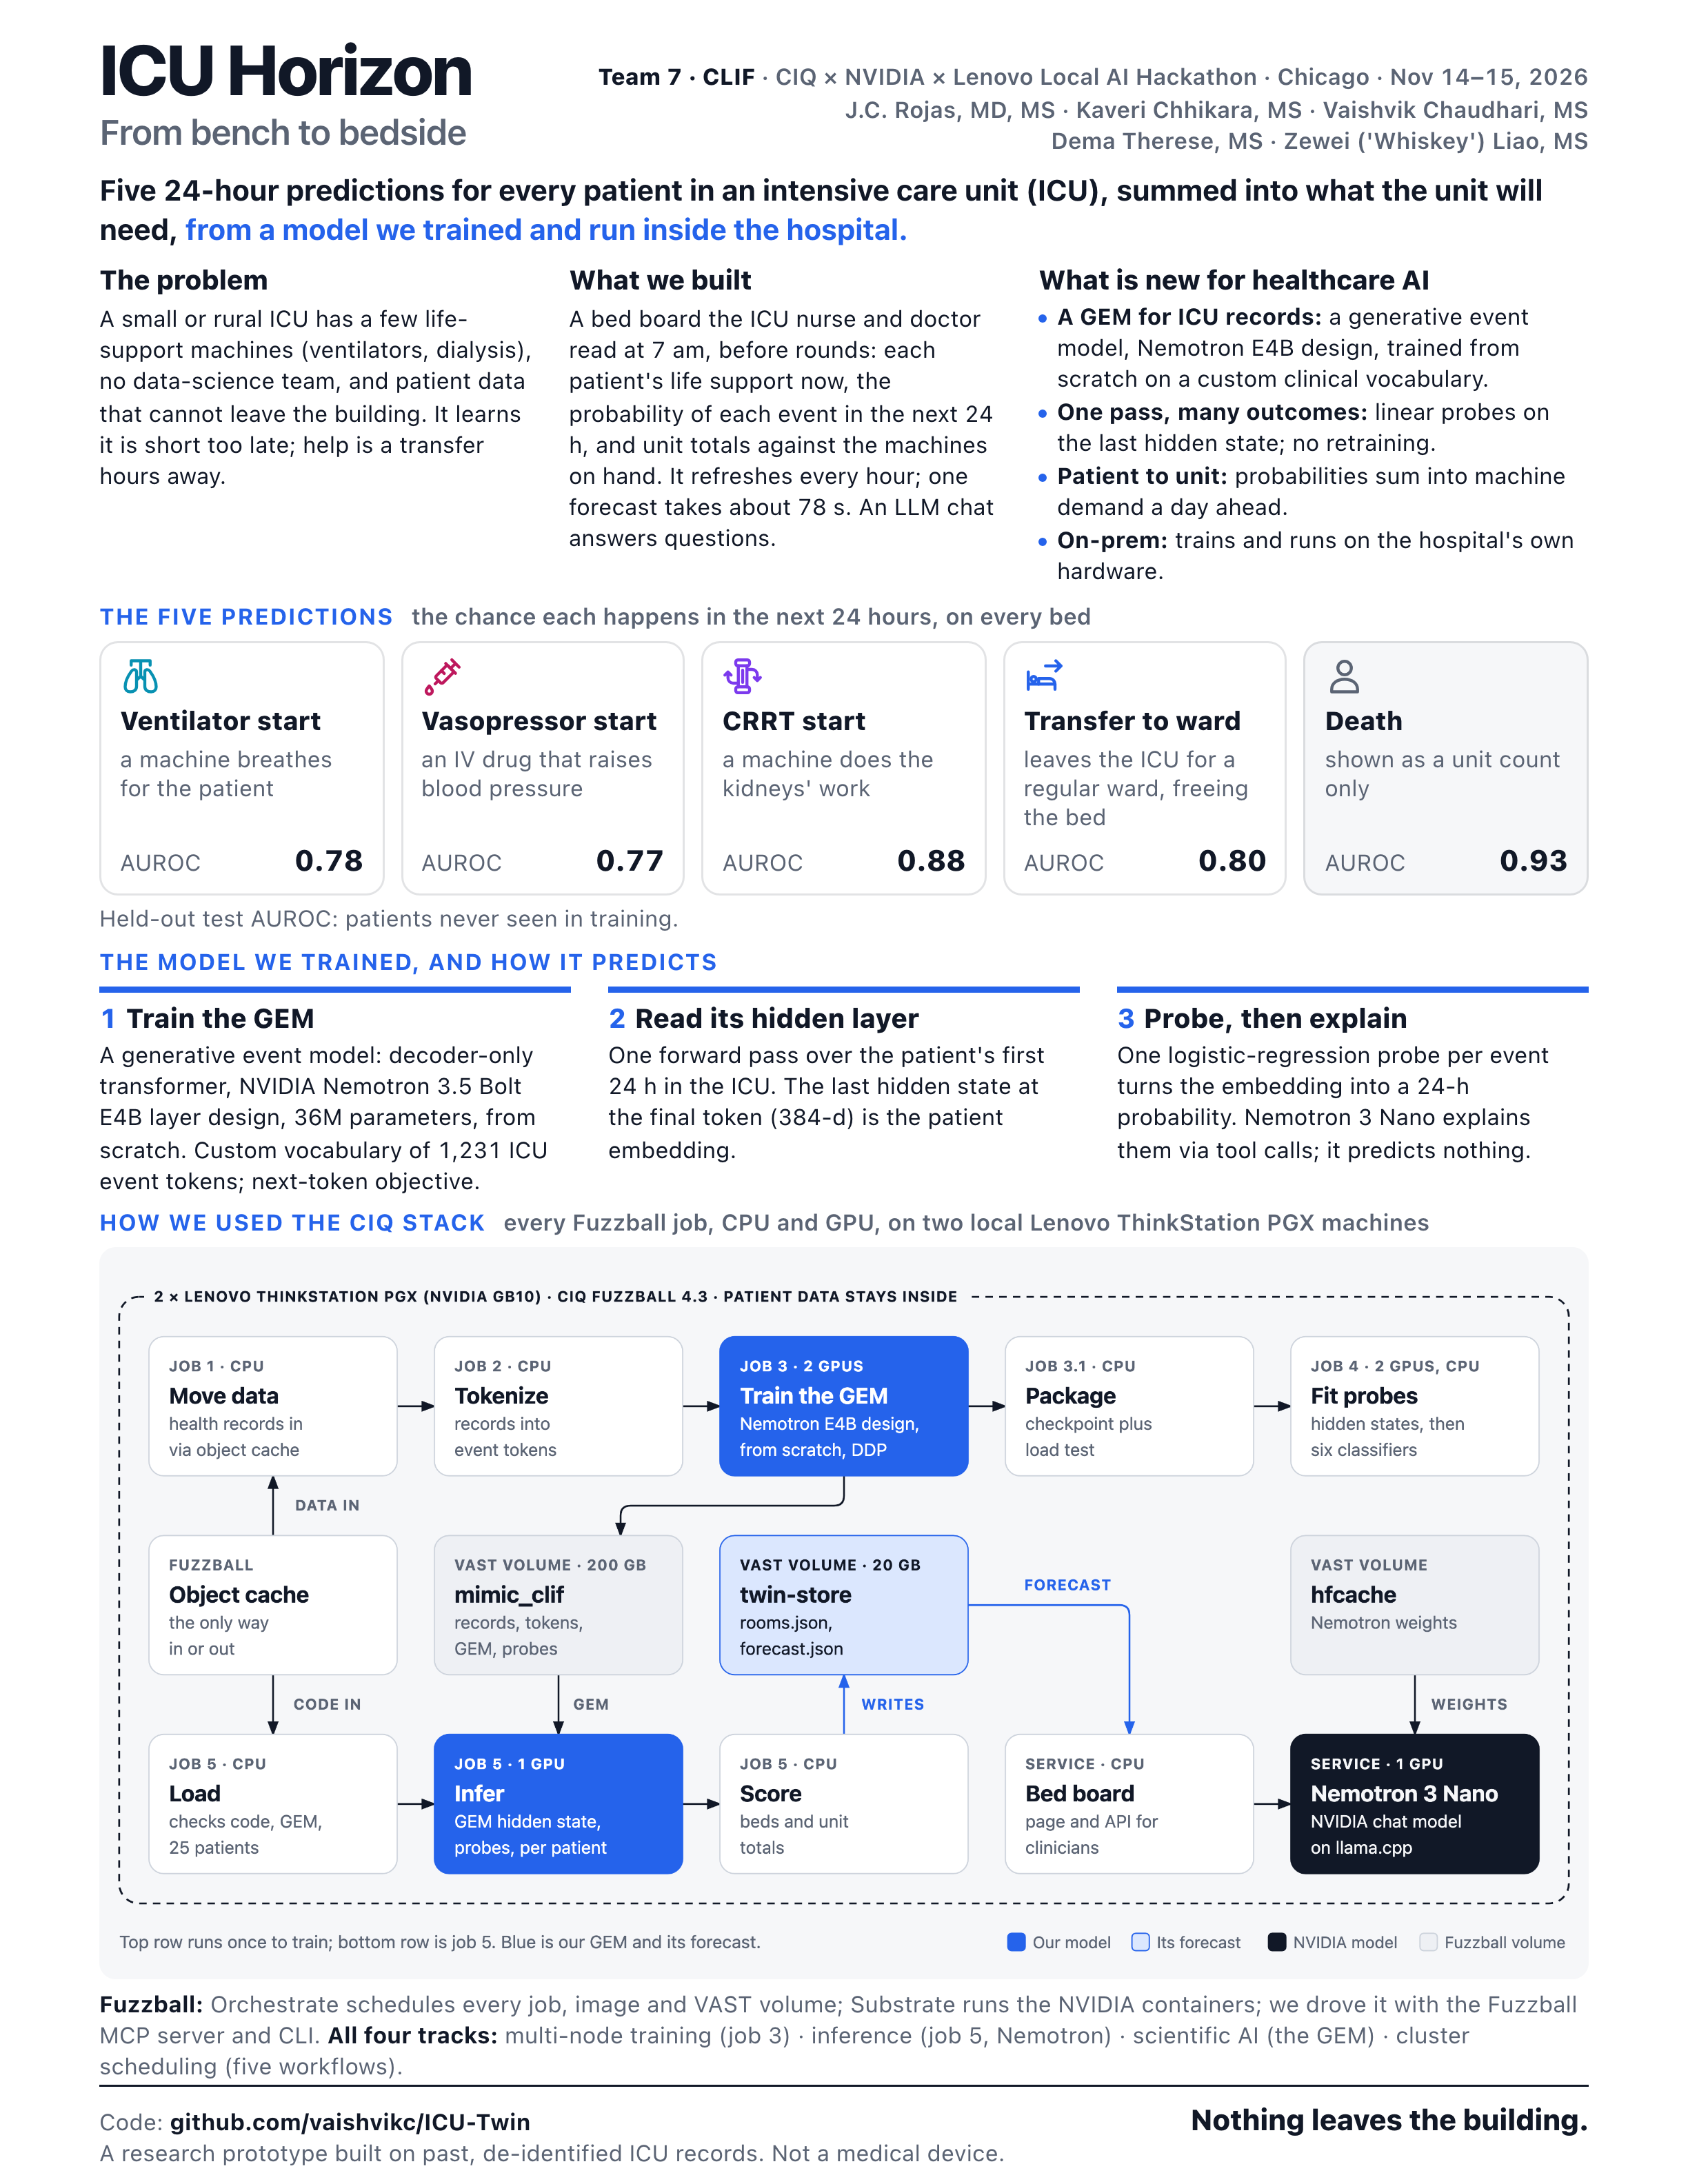 ICU Horizon
From bench to bedside
Team 7 · CLIF · CIQ × NVIDIA × Lenovo Local AI Hackathon · Chicago · Nov 14–15, 2026
J.C. Rojas, MD, MS · Kaveri Chhikara, MS · Vaishvik Chaudhari, MS
Dema Therese, MS · Zewei ('Whiskey') Liao, MS
Five 24-hour predictions for every patient in an intensive care unit (ICU), summed into what the unit will
need, from a model we trained and run inside the hospital.
The problem
A small or rural ICU has a few life-
support machines (ventilators, dialysis),
no data-science team, and patient data
that cannot leave the building. It learns
it is short too late; help is a transfer
hours away.
What we built
A bed board the ICU nurse and doctor
read at 7 am, before rounds: each
patient's life support now, the
probability of each event in the next 24
h, and unit totals against the machines
on hand. It refreshes every hour; one
forecast takes about 78 s. An LLM chat
answers questions.
What is new for healthcare AI
• A GEM for ICU records: a generative event
model, Nemotron E4B design, trained from
scratch on a custom clinical vocabulary.
• One pass, many outcomes: linear probes on
the last hidden state; no retraining.
• Patient to unit: probabilities sum into machine
demand a day ahead.
• On-prem: trains and runs on the hospital's own
hardware.
THE FIVE PREDICTIONS the chance each happens in the next 24 hours, on every bed
Ventilator start
a machine breathes
for the patient
AUROC 0.78
Vasopressor start
an IV drug that raises
blood pressure
AUROC 0.77
CRRT start
a machine does the
kidneys' work
AUROC 0.88
Transfer to ward
leaves the ICU for a
regular ward, freeing
the bed
AUROC 0.80
Death
shown as a unit count
only
AUROC 0.93
Held-out test AUROC: patients never seen in training.
THE MODEL WE TRAINED, AND HOW IT PREDICTS
1 Train the GEM
A generative event model: decoder-only
transformer, NVIDIA Nemotron 3.5 Bolt
E4B layer design, 36M parameters, from
scratch. Custom vocabulary of 1,231 ICU
event tokens; next-token objective.
2 Read its hidden layer
One forward pass over the patient's first
24 h in the ICU. The last hidden state at
the final token (384-d) is the patient
embedding.
3 Probe, then explain
One logistic-regression probe per event
turns the embedding into a 24-h
probability. Nemotron 3 Nano explains
them via tool calls; it predicts nothing.
HOW WE USED THE CIQ STACK every Fuzzball job, CPU and GPU, on two local Lenovo ThinkStation PGX machines
2 × LENOVO THINKSTATION PGX (NVIDIA GB10) · CIQ FUZZBALL 4.3 · PATIENT DATA STAYS INSIDE
JOB 1 · CPU
Move data
health records in
via object cache
JOB 2 · CPU
Tokenize
records into
event tokens
JOB 3 · 2 GPUS
Train the GEM
Nemotron E4B design,
from scratch, DDP
JOB 3.1 · CPU
Package
checkpoint plus
load test
JOB 4 · 2 GPUS, CPU
Fit probes
hidden states, then
six classifiers
DATA IN
FUZZBALL
Object cache
the only way
in or out
VAST VOLUME · 200 GB
mimic_clif
records, tokens,
GEM, probes
VAST VOLUME · 20 GB
twin-store
rooms.json,
forecast.json
FORECAST
VAST VOLUME
hfcache
Nemotron weights
CODE IN
GEM
WRITES
WEIGHTS
JOB 5 · CPU
Load
checks code, GEM,
25 patients
JOB 5 · 1 GPU
Infer
GEM hidden state,
probes, per patient
JOB 5 · CPU
Score
beds and unit
totals
SERVICE · CPU
Bed board
page and API for
clinicians
SERVICE · 1 GPU
Nemotron 3 Nano
NVIDIA chat model
on llama.cpp
Top row runs once to train; bottom row is job 5. Blue is our GEM and its forecast.
Our model Its forecast NVIDIA model Fuzzball volume
Fuzzball: Orchestrate schedules every job, image and VAST volume; Substrate runs the NVIDIA containers; we drove it with the Fuzzball
MCP server and CLI. All four tracks: multi-node training (job 3) · inference (job 5, Nemotron) · scientific AI (the GEM) · cluster
scheduling (five workflows).
Code: github.com/vaishvikc/ICU-Twin
A research prototype built on past, de-identified ICU records. Not a medical device.
Nothing leaves the building.